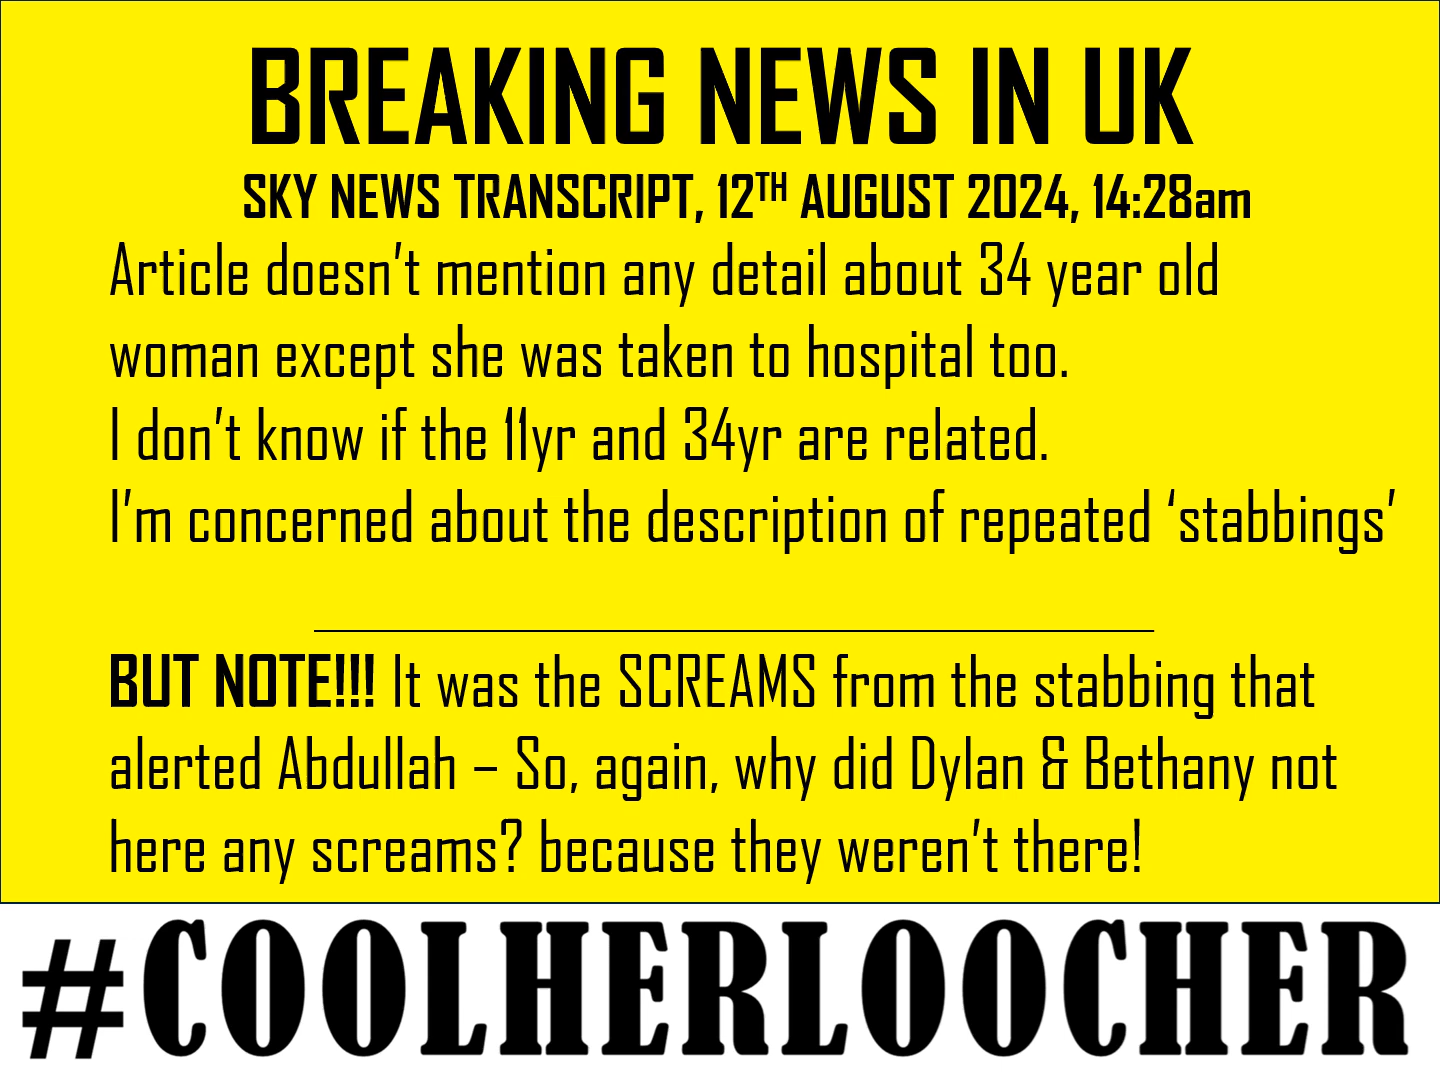 BREAKING NEWS IN UK
SKY NEWS TRANSCRIPT, 12TH AUGUST 2024, 14:28am
Article doesn’t mention any detail about 34 year old
woman except she was taken to hospital too.
I don’t know if the 11yr and 34yr are related.
I’m concerned about the description of repeated ‘stabbings’
BUT NOTE!!! It was the SCREAMS from the stabbing that
alerted Abdullah – So, again, why did Dylan & Bethany not
here any screams? because they weren’t there!
#COOLHERLOOCHER